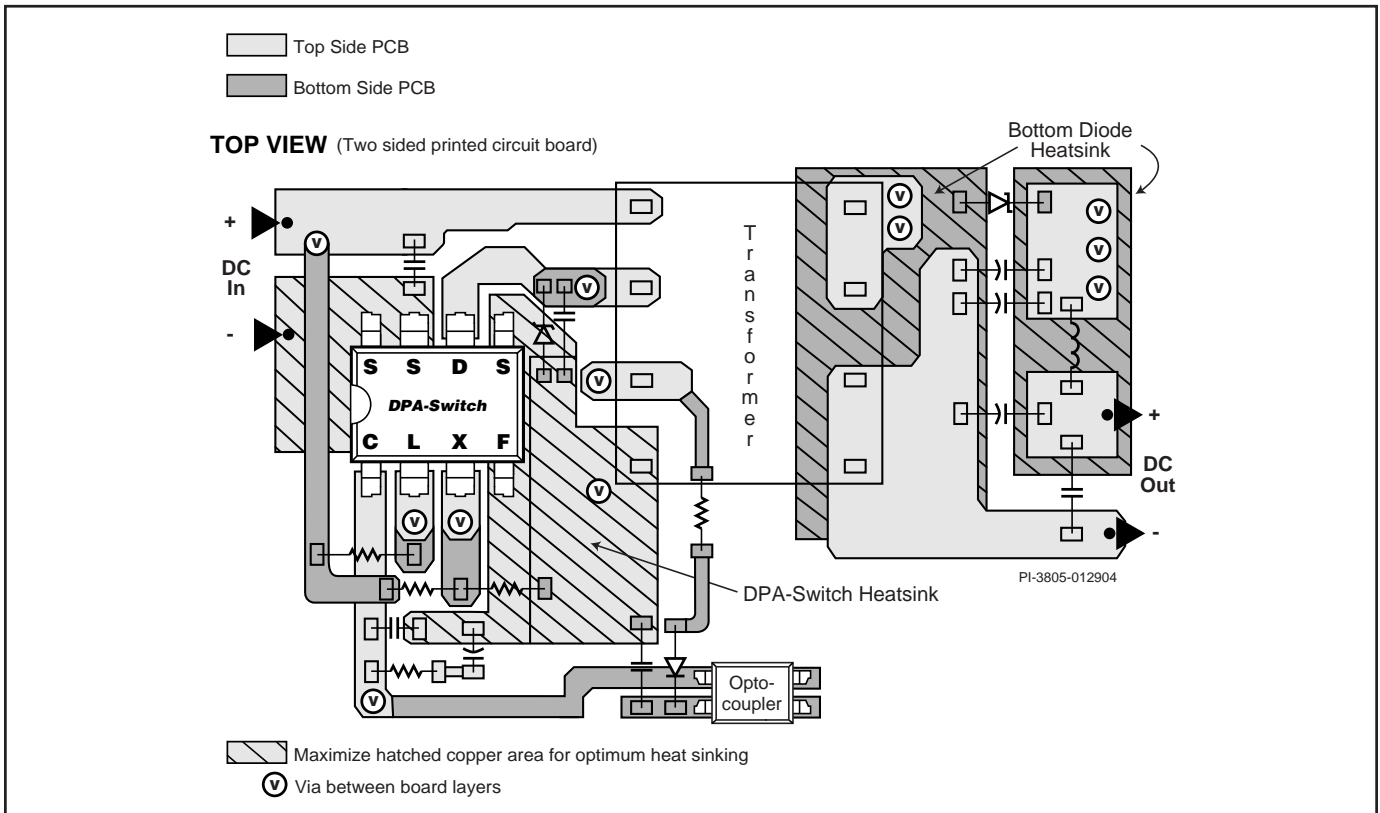 Top Side PCB
Bottom Side PCB
TOP VIEW (Two sided printed circuit board)
Bottom Diode
Heatsink
+
DC
In
-
V
V
V
V
V
V
V
V
V
V
V
V
S S D S
DPA-Switch
C L X F
Transformer
+
DC
Out
-
PI-3805-012904
DPA-Switch Heatsink
Opto-
coupler
Maximize hatched copper area for optimum heat sinking
V Via between board layers